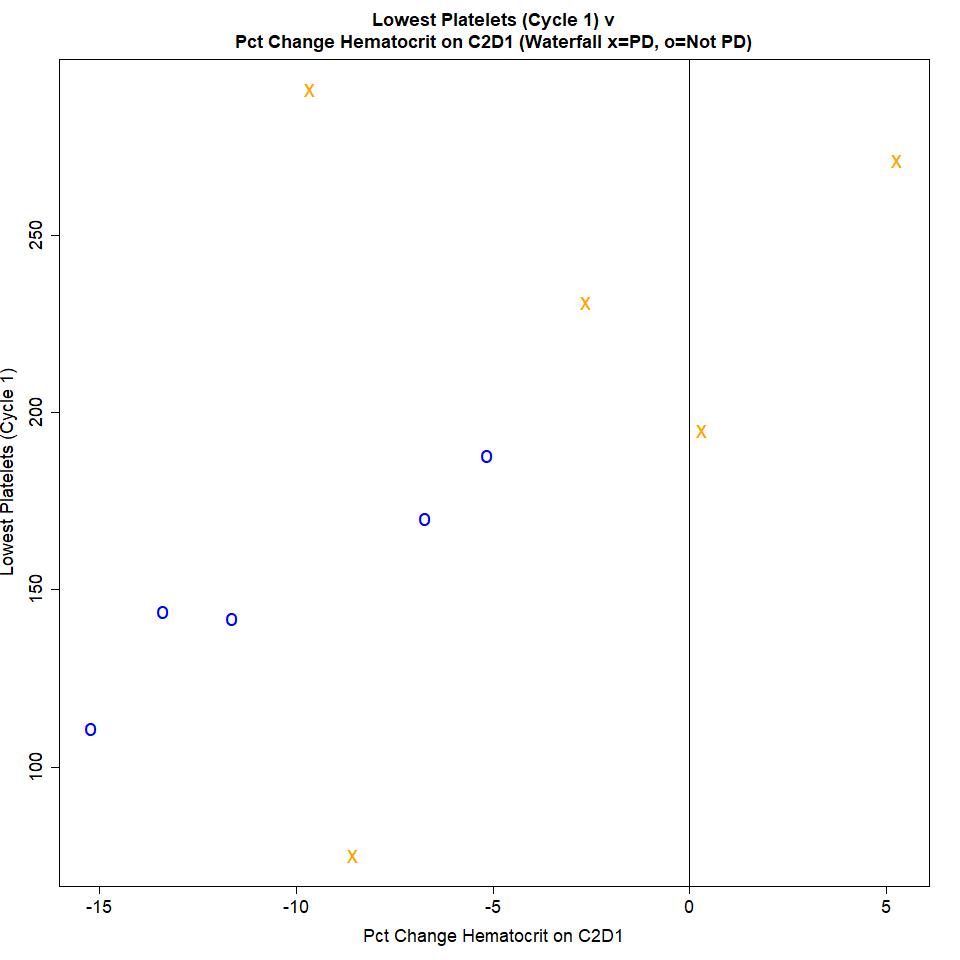 Lowest Platelets (Cycle 1) v
Pct Change Hematocrit on C2D1 (Waterfall x=PD, o=Not PD)
X
X
250
X
Lowest Platelets (Cycle 1)
200
X
O
O
150
O
O
O
100
X
-15
-10
-5
0
5
Pct Change Hematocrit on C2D1